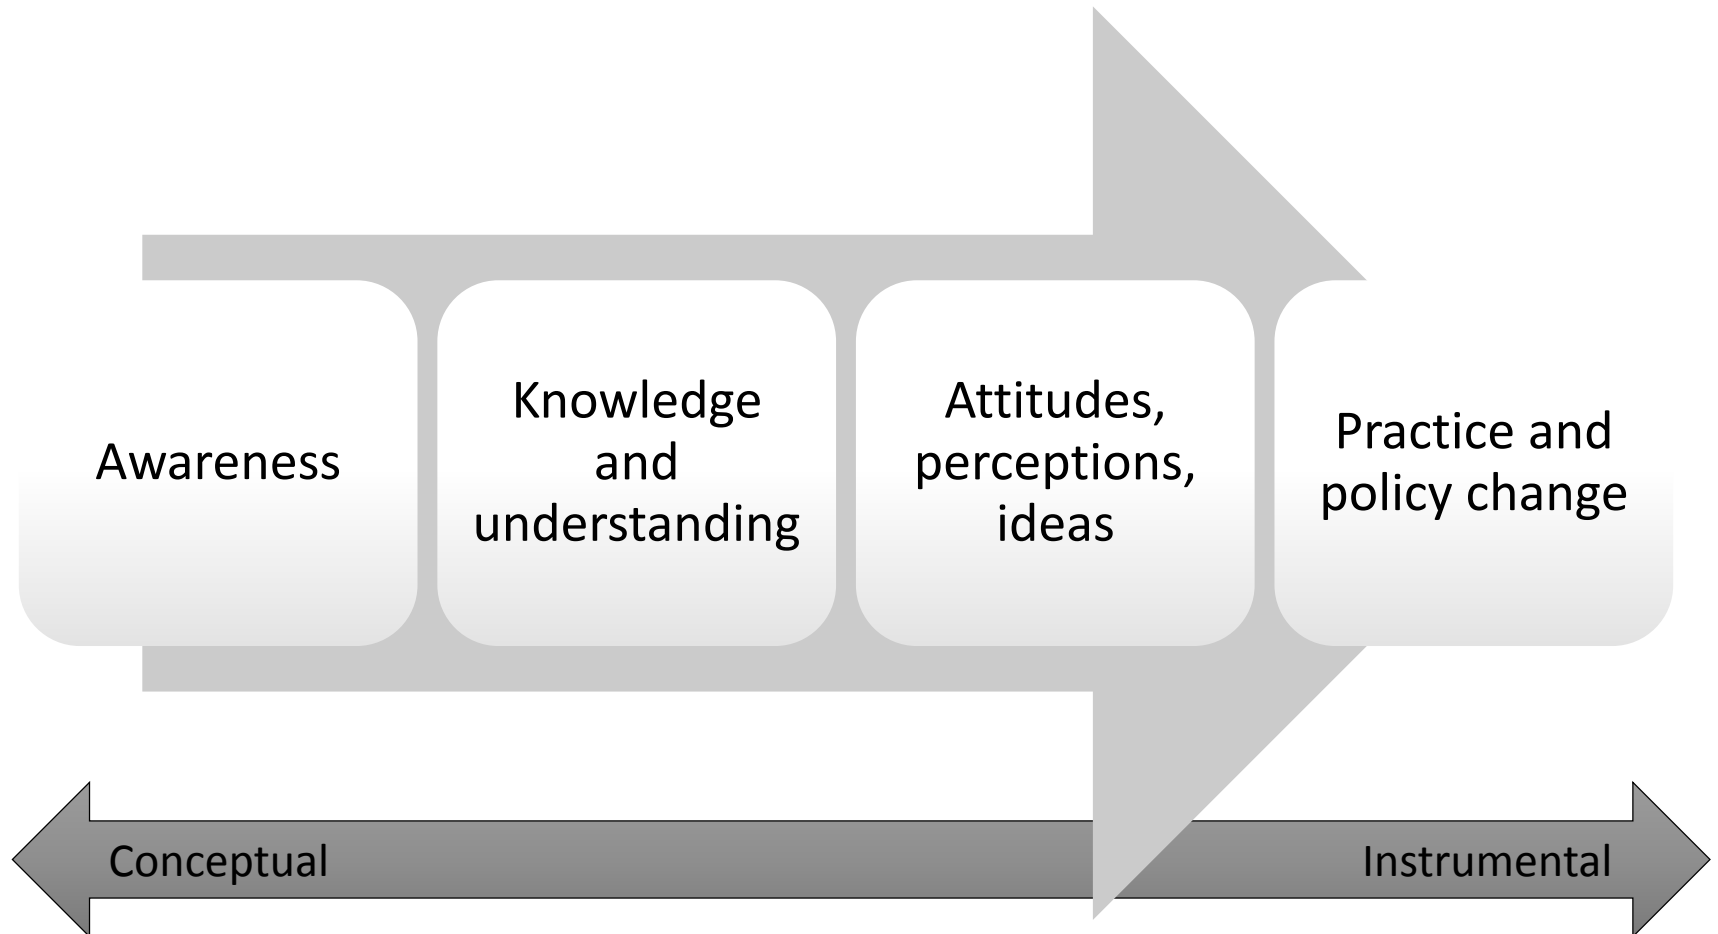 Awareness
Knowledge
and
understanding
Attitudes,
perceptions,
ideas
Practice and
policy change
Conceptual
Instrumental